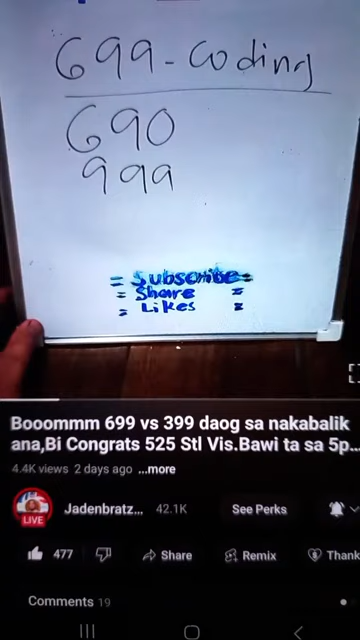 699 - Coding
690
999
= Subscribe =
= Share =
= Likes =
Booommm 699 vs 399 daog sa nakabalik
ana,Bi Congrats 525 Stl Vis.Bawi ta sa 5p...
4.4K views 2 days ago ...more
LIVE
Jadenbratz... 42.1K See Perks
477 Share Remix Thank
Comments 19